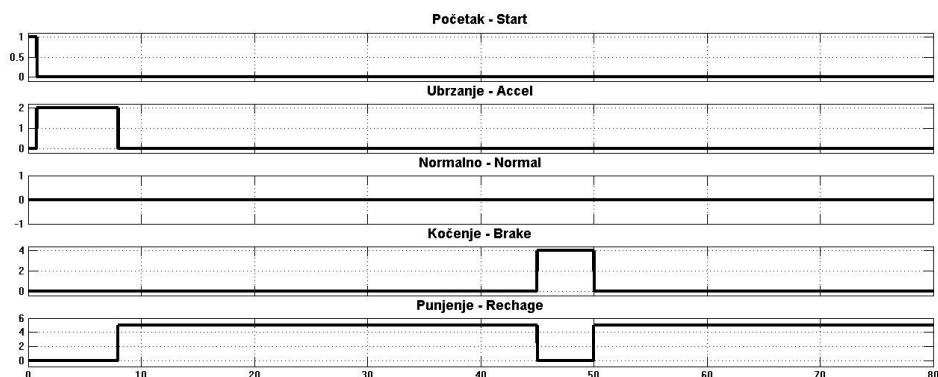 Početak - Start
1
0.5
0
Ubrzanje - Accel
2
1
0
Normalno - Normal
1
0
-1
Kočenje - Brake
4
2
0
Punjenje - Rechage
6
4
2
0
0 10 20 30 40 50 60 70 80